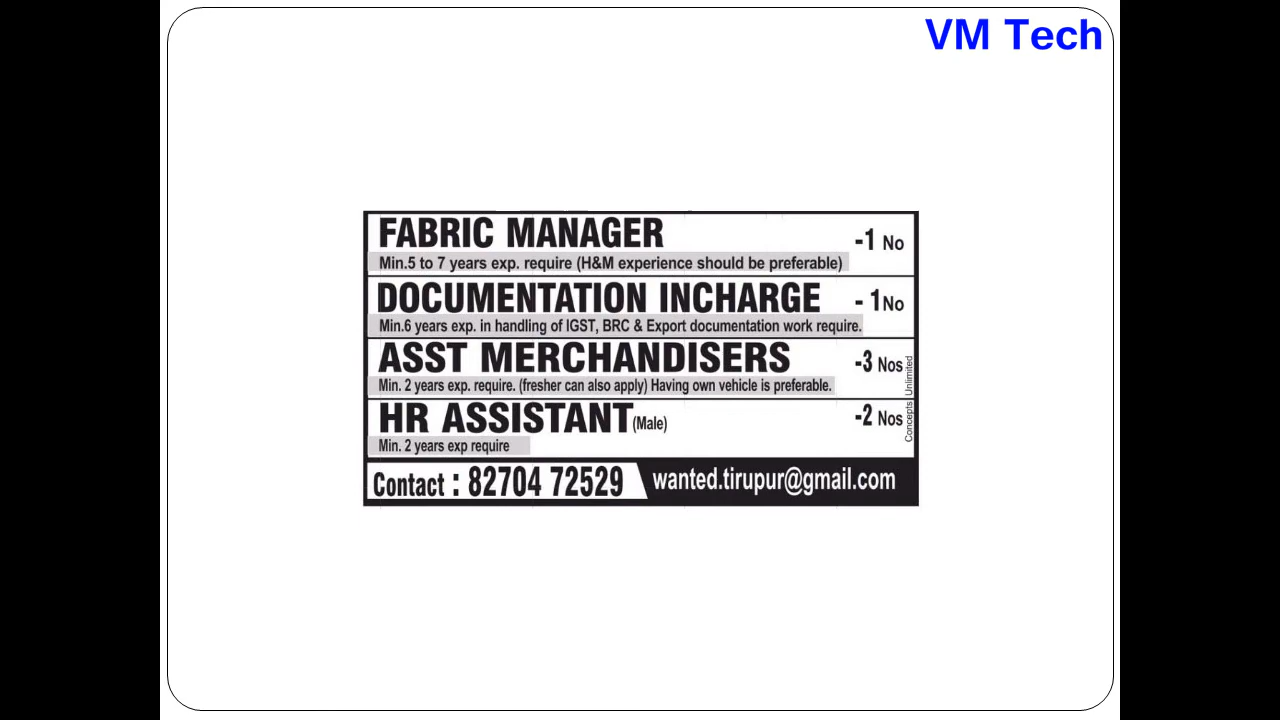 VM Tech
FABRIC MANAGER -1 No
Min.5 to 7 years exp. require (H&M experience should be preferable)
DOCUMENTATION INCHARGE - 1No
Min.6 years exp. in handling of IGST, BRC & Export documentation work require.
ASST MERCHANDISERS -3 Nos
Min. 2 years exp. require. (fresher can also apply) Having own vehicle is preferable.
HR ASSISTANT(Male) -2 Nos
Min. 2 years exp require
Concepts Unlimited
Contact : 82704 72529 wanted.tirupur@gmail.com